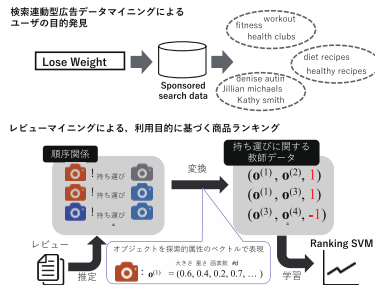 検索連動型広告データマイニングによる
ユーザの目的発見
Lose Weight
Sponsored
search data
workout
fitness
health clubs
diet recipes
healthy recipes
denise autin
Jillian michaels
Kathy smith
レビューマイニングによる，利用目的に基づく商品ランキング
順序関係
! 持ち運び
! 持ち運び
! 持ち運び
変換
持ち運びに関する
教師データ
(o(1), o(2), 1)
(o(1), o(3), 1)
(o(3), o(4), -1)
レビュー
推定
オブジェクトを探索的属性のベクトルで表現
大きさ 重さ 画素数 #d
: o(1) = (0.6, 0.4, 0.2, 0.7, … )
学習
Ranking SVM